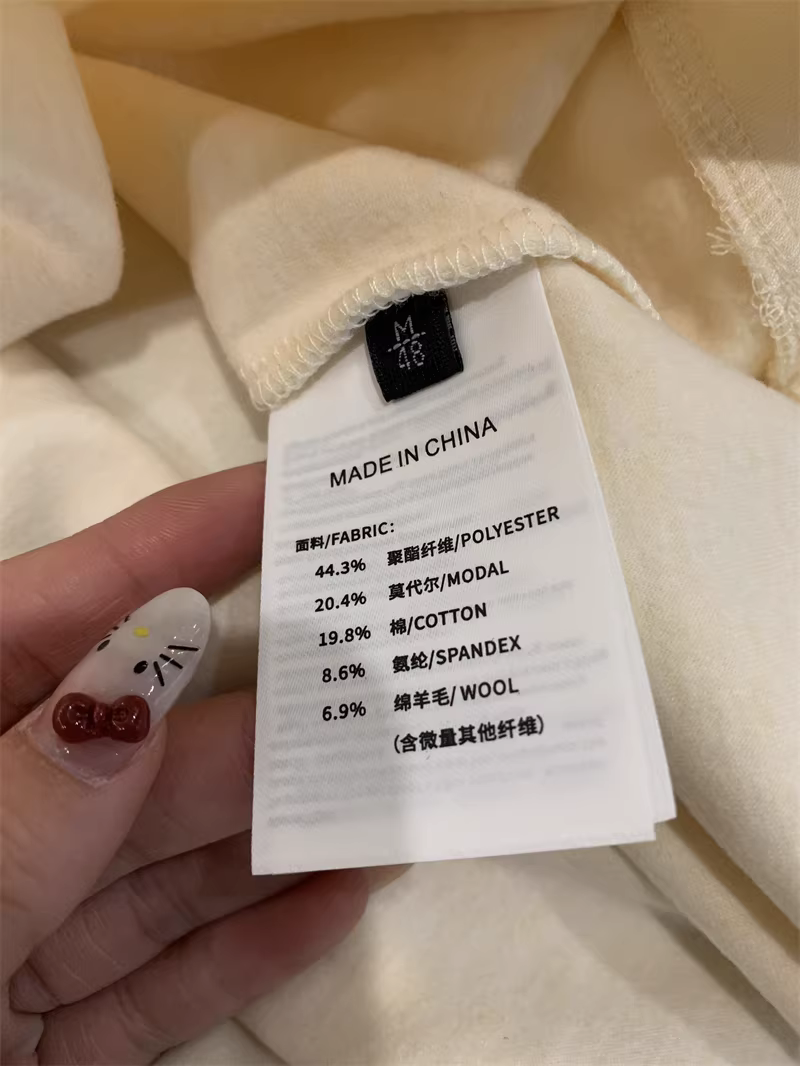 M
48
MADE IN CHINA
面料/FABRIC:
44.3% 聚酯纤维/POLYESTER
20.4% 莫代尔/MODAL
19.8% 棉/COTTON
8.6% 氨纶/SPANDEX
6.9% 绵羊毛/WOOL
(含微量其他纤维)